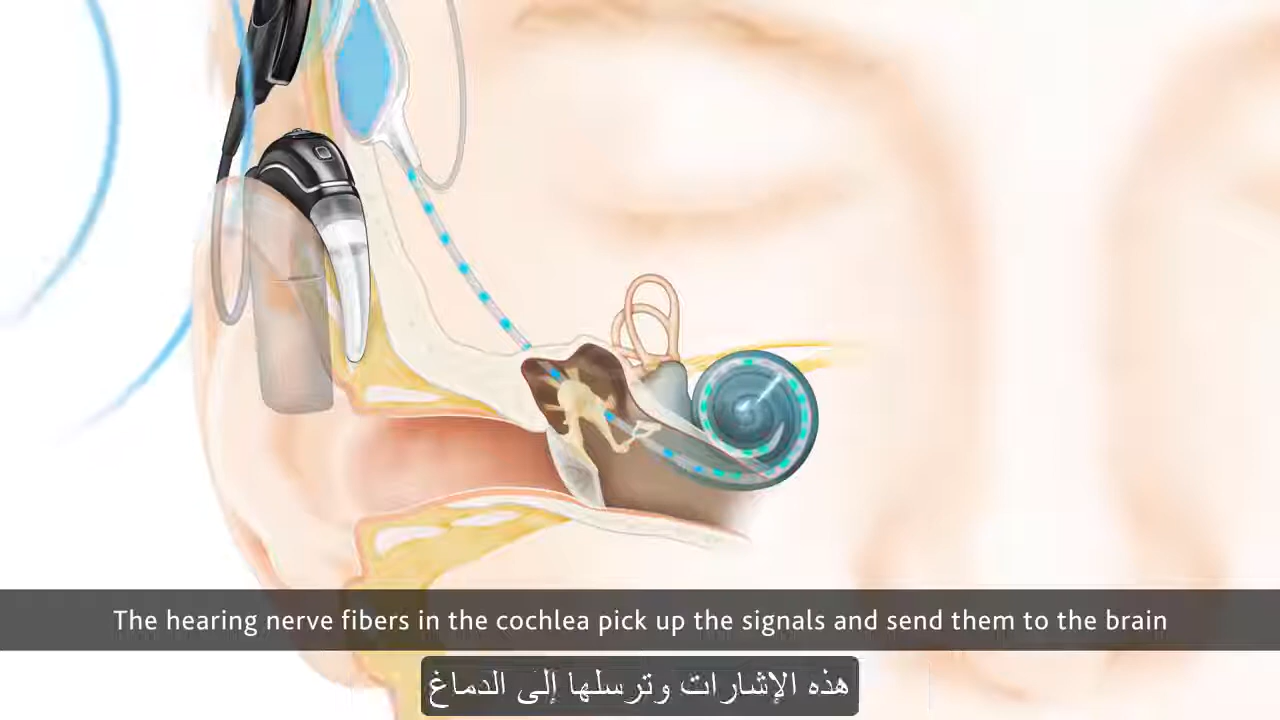 The hearing nerve fibers in the cochlea pick up the signals and send them to the brain
هذه الإشارات وترسلها إلى الدماغ